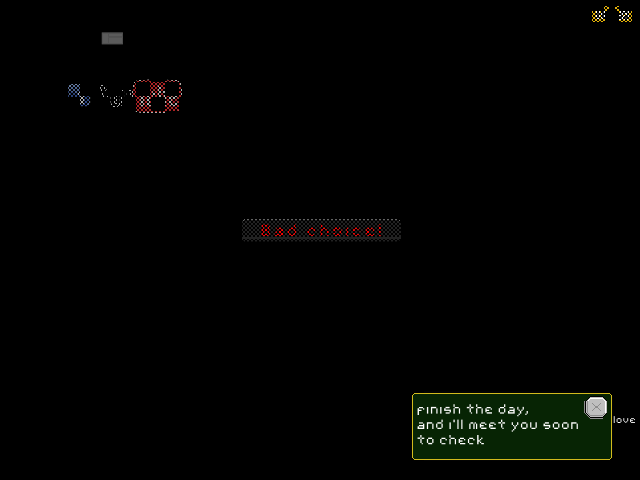 Bad choice!
finish the day,
and i'll meet you soon
to check
love